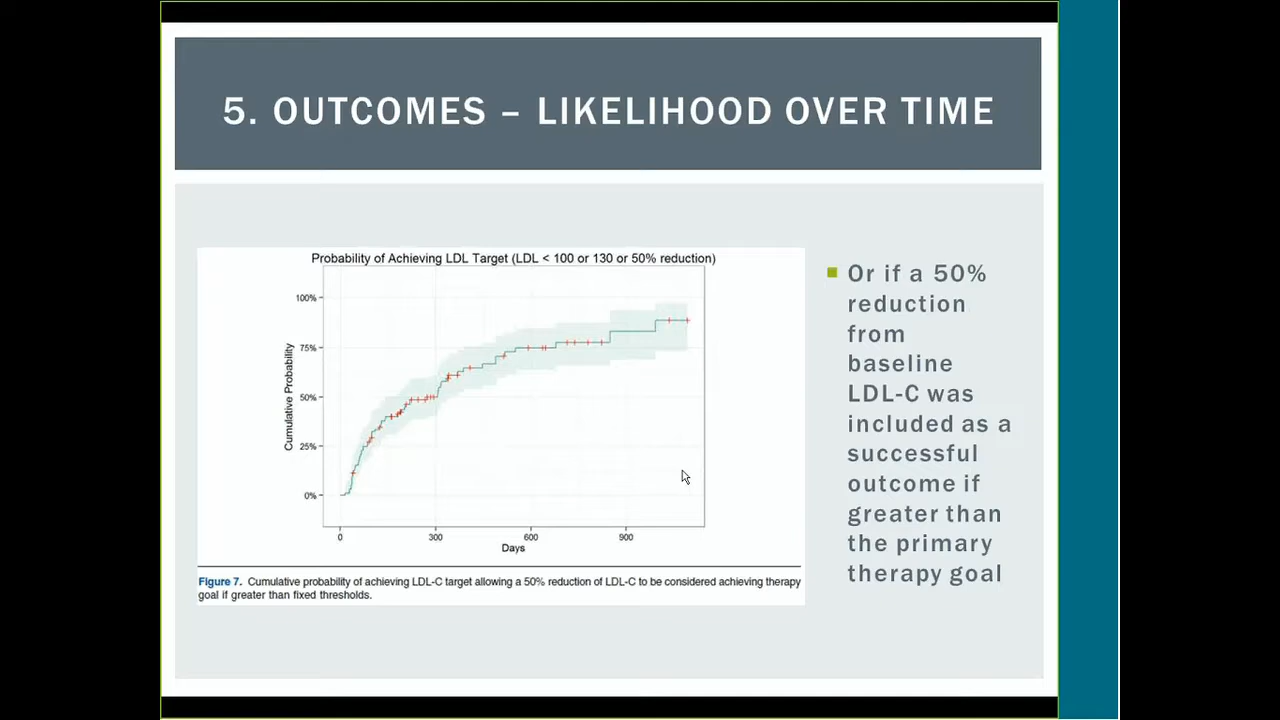 5. OUTCOMES – LIKELIHOOD OVER TIME
Probability of Achieving LDL Target (LDL < 100 or 130 or 50% reduction)
100%
75%
50%
25%
0%
Cumulative Probability
0 300 600 900
Days
Figure 7. Cumulative probability of achieving LDL-C target allowing a 50% reduction of LDL-C to be considered achieving therapy
goal if greater than fixed thresholds.
Or if a 50%
reduction
from
baseline
LDL-C was
included as a
successful
outcome if
greater than
the primary
therapy goal